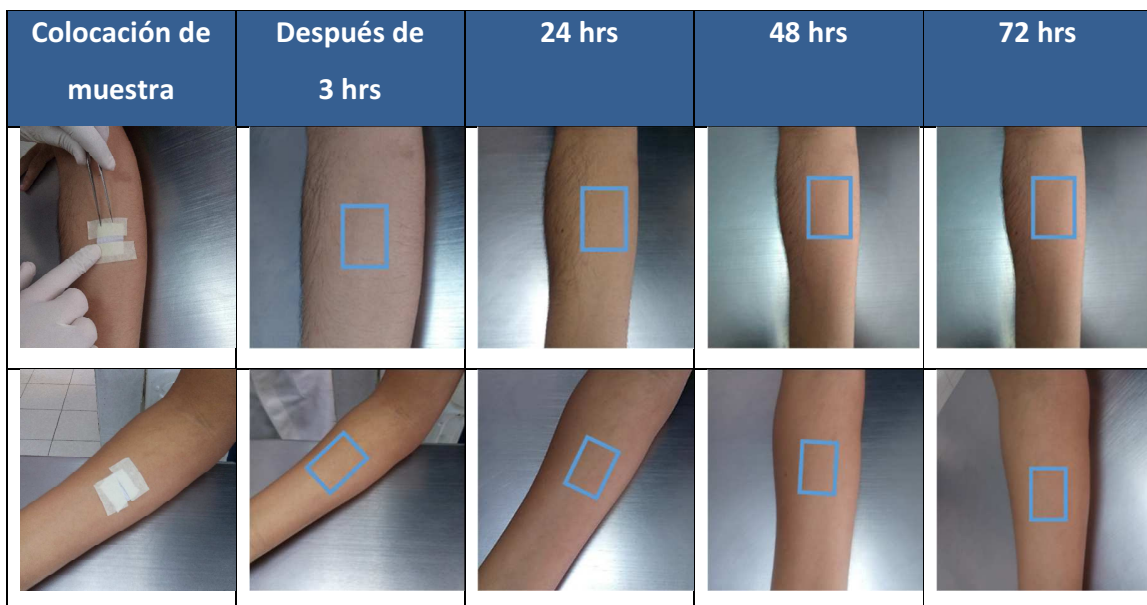 Colocación de
muestra
Después de
3 hrs
24 hrs
48 hrs
72 hrs